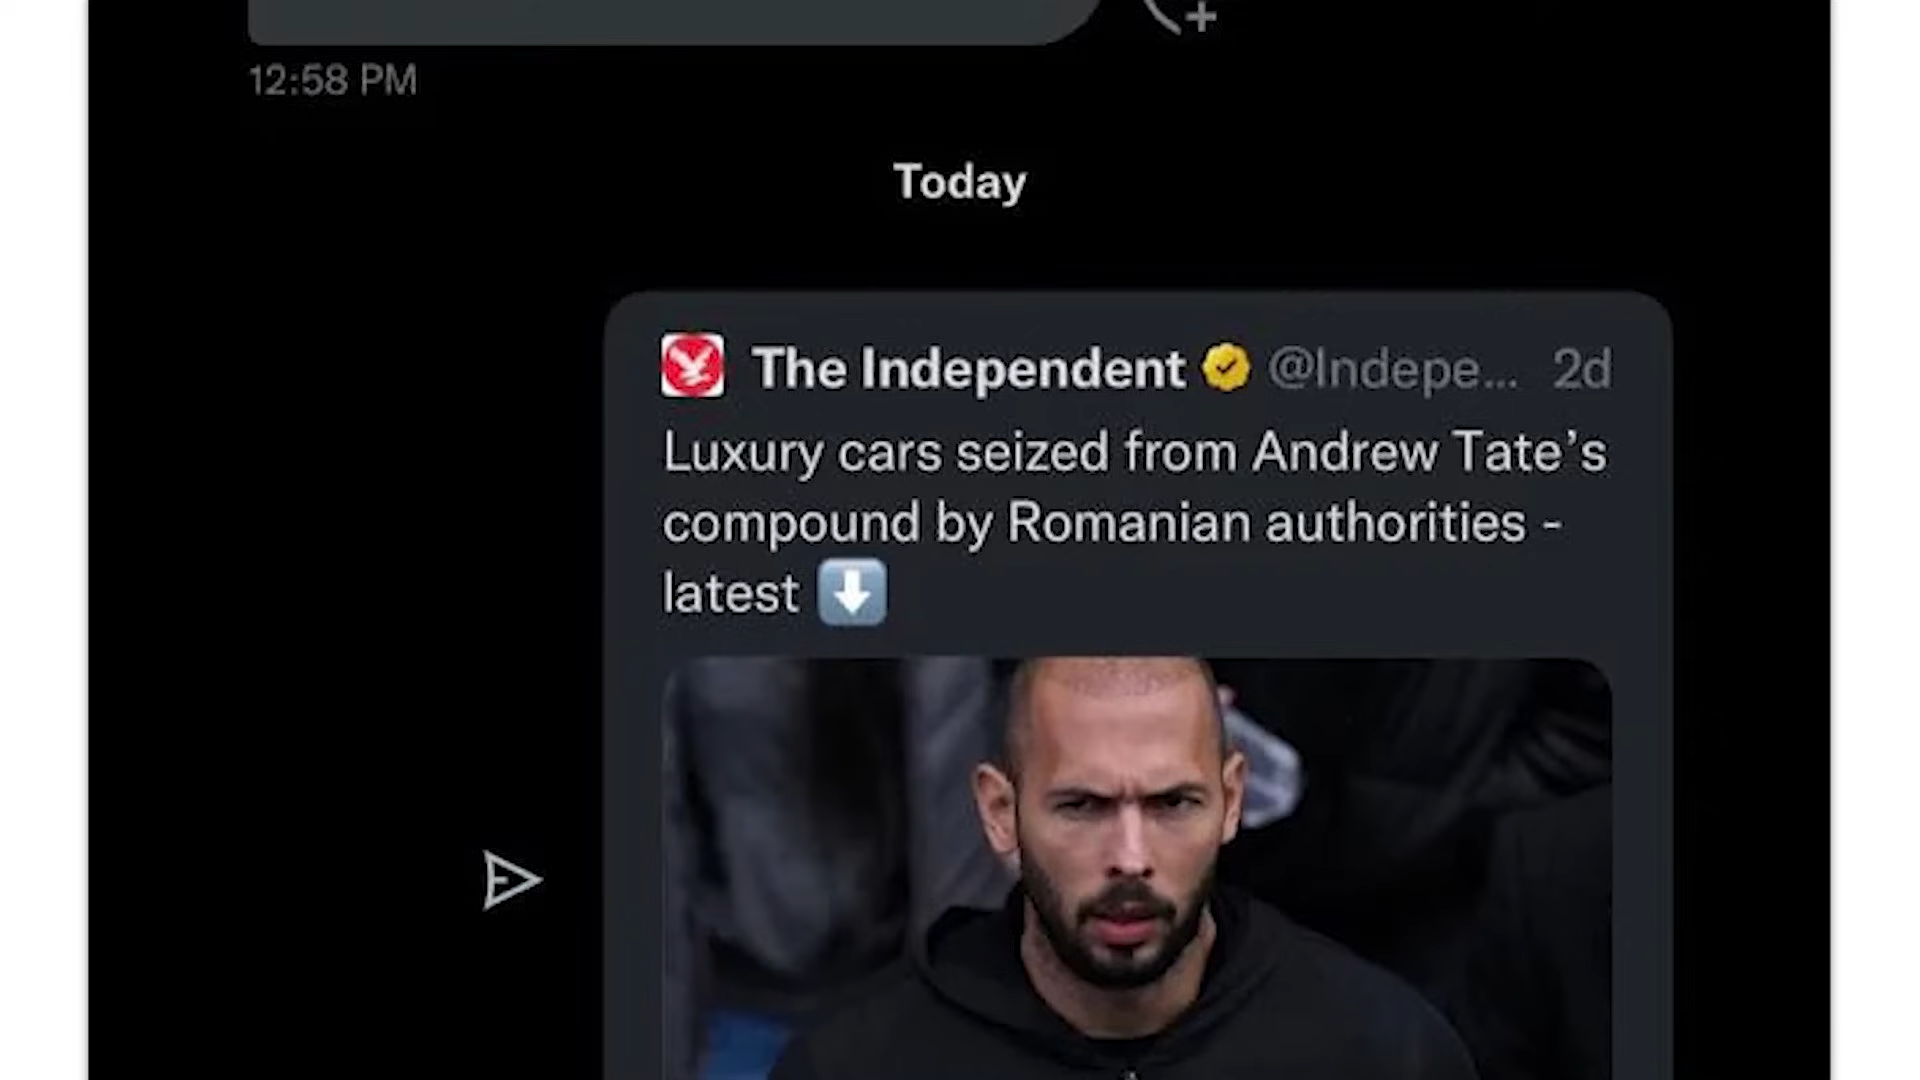 12:58 PM
Today
The Independent @Indepe... 2d
Luxury cars seized from Andrew Tate’s
compound by Romanian authorities -
latest ⬇️